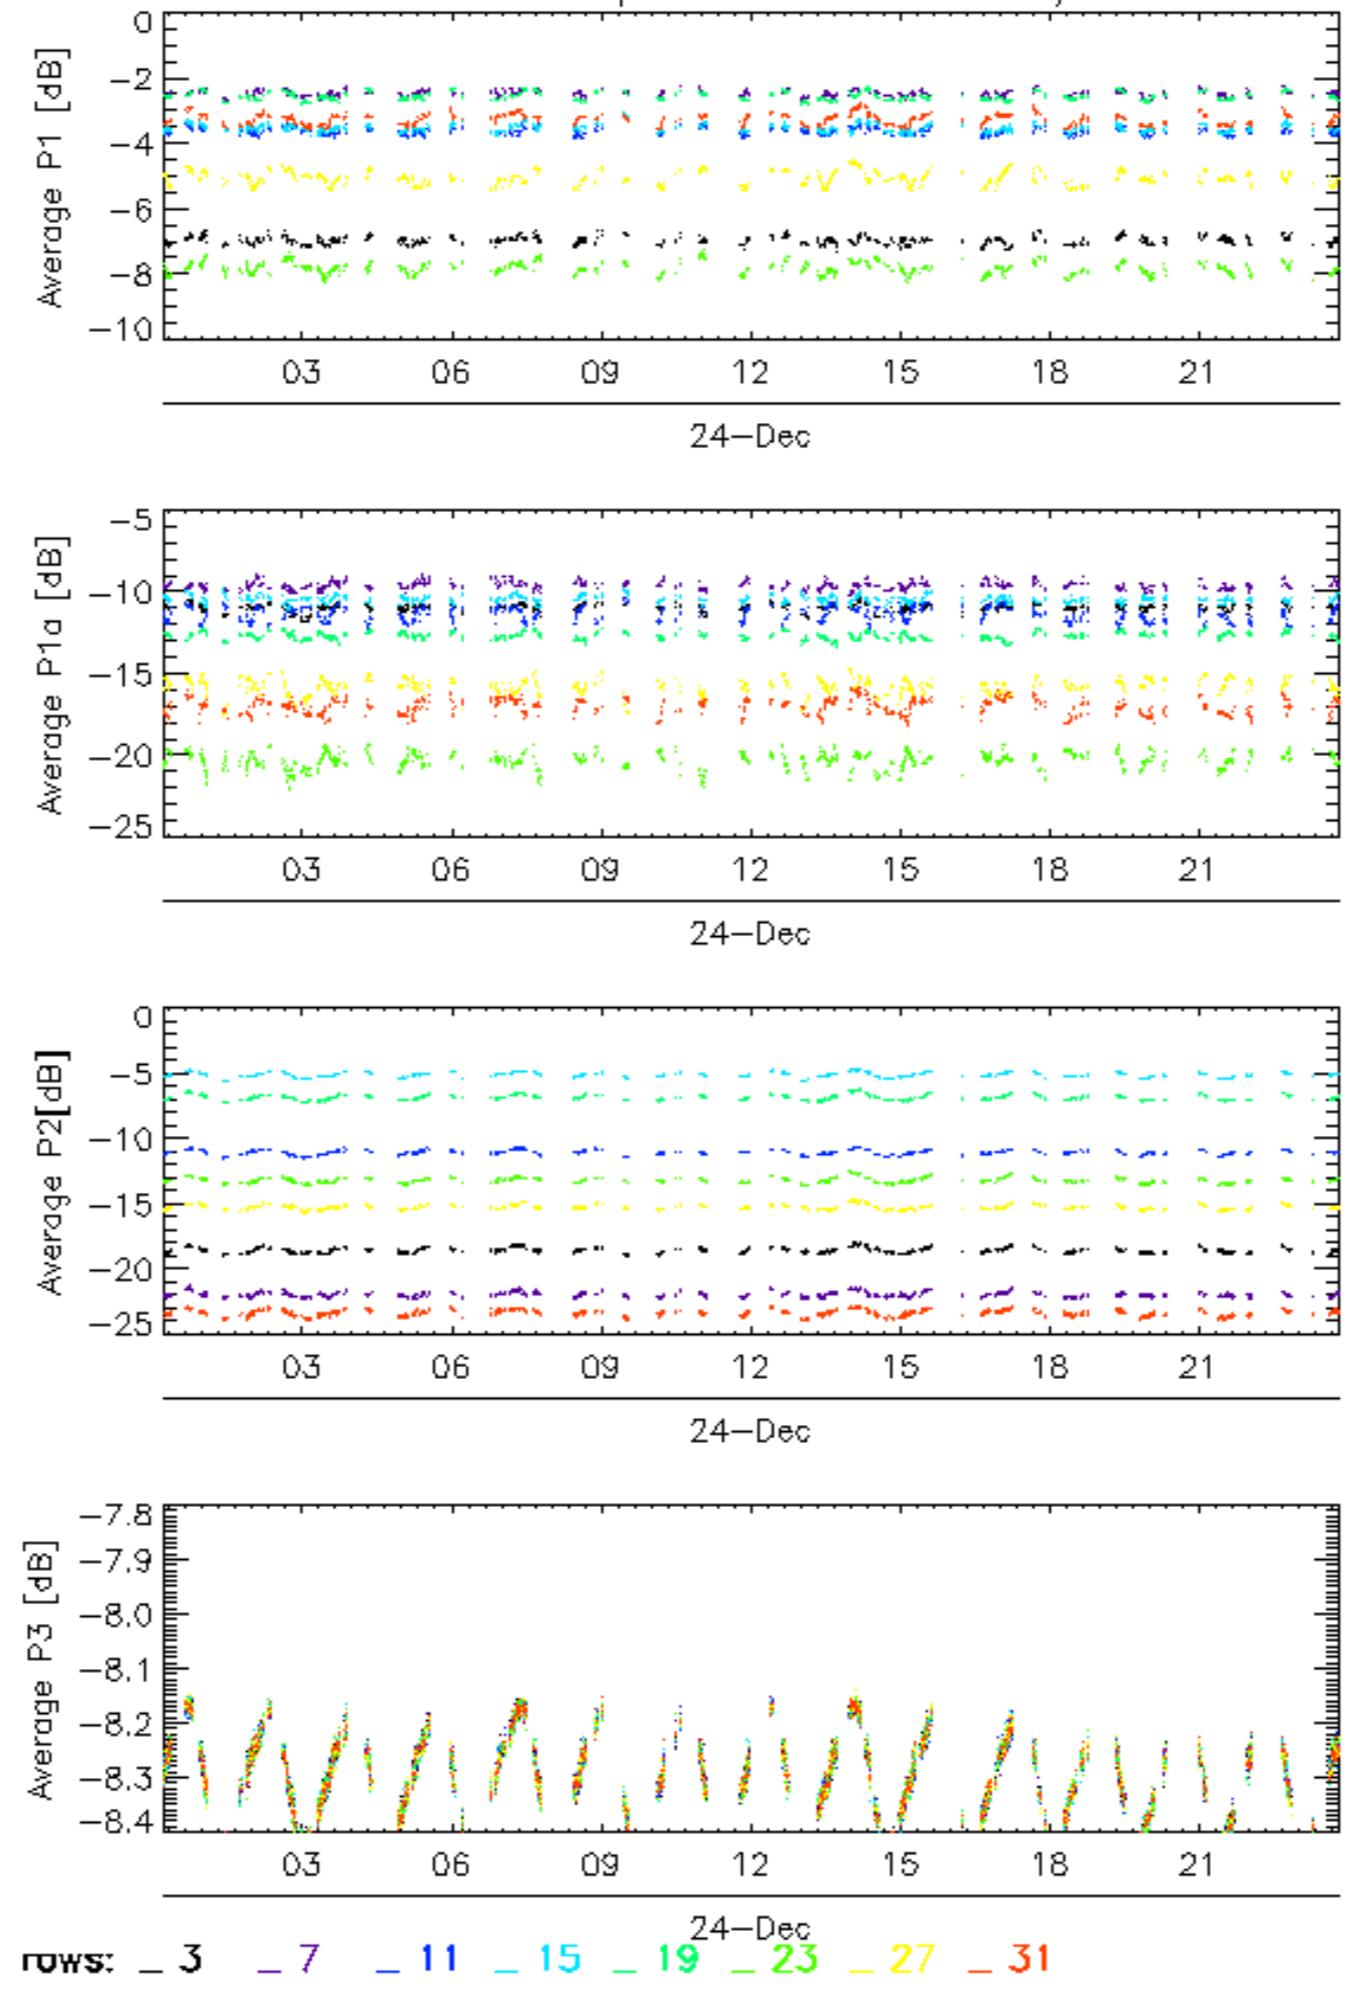 0
−2
−4
−6
−8
−10
Average P1 [dB]
03 06 09 12 15 18 21
24−Dec
−5
−10
−15
−20
−25
Average P1a [dB]
03 06 09 12 15 18 21
24−Dec
0
−5
−10
−15
−20
−25
Average P2[dB]
03 06 09 12 15 18 21
24−Dec
−7.8
−7.9
−8.0
−8.1
−8.2
−8.3
−8.4
Average P3 [dB]
03 06 09 12 15 18 21
24−Dec
rows: _ 3 _ 7 _ 11 _ 15 _ 19 _ 23 _ 27 _ 31